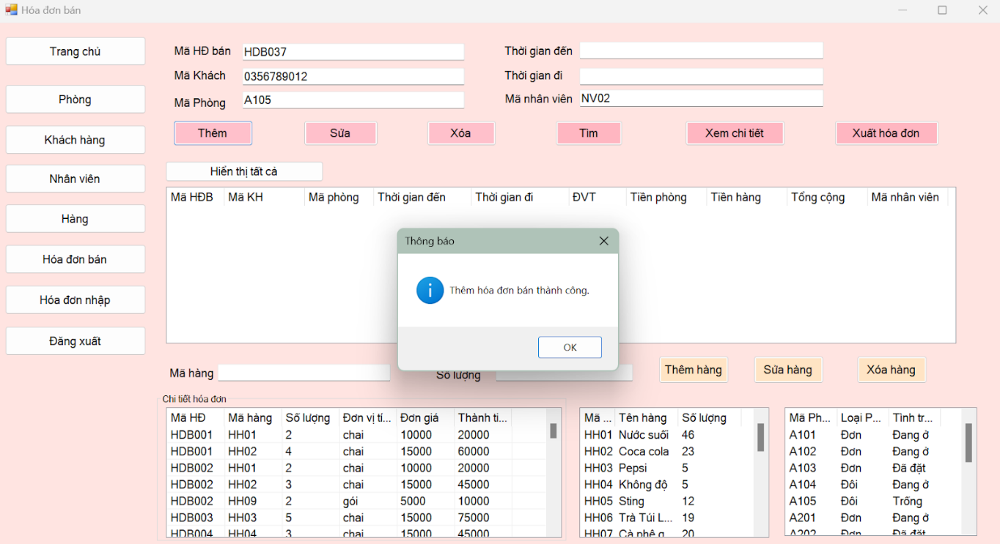 Hóa đơn bán
Trang chủ
Phòng
Khách hàng
Nhân viên
Hàng
Hóa đơn bán
Hóa đơn nhập
Đăng xuất
Mã HĐ bán HDB037
Mã Khách 0356789012
Mã Phòng A105
Thời gian đến
Thời gian đi
Mã nhân viên NV02
Thêm Sửa Xóa Tìm Xem chi tiết Xuất hóa đơn
Hiển thị tất cả
Mã HĐB Mã KH Mã phòng Thời gian đến Thời gian đi ĐVT Tiền phòng Tiền hàng Tổng cộng Mã nhân viên
Thông báo
Thêm hóa đơn bán thành công.
OK
Mã hàng Số lượng Thêm hàng Sửa hàng Xóa hàng
Chi tiết hóa đơn
Mã HĐ Mã hàng Số lượng Đơn vị tí... Đơn giá Thành ti...
HDB001 HH01 2 chai 10000 20000
HDB001 HH02 4 chai 15000 60000
HDB002 HH01 2 chai 10000 20000
HDB002 HH02 3 chai 15000 45000
HDB002 HH09 2 gói 5000 10000
HDB003 HH03 5 chai 15000 75000
HDB004 HH04 3 chai 15000 45000
Mã ... Tên hàng Số lượng
HH01 Nước suối 46
HH02 Coca cola 23
HH03 Pepsi 5
HH04 Không độ 5
HH05 Sting 12
HH06 Trà Túi L... 19
HH07 Cà phê g... 20
Mã Ph... Loại P... Tình tr...
A101 Đơn Đang ở
A102 Đơn Đang ở
A103 Đơn Đã đặt
A104 Đôi Đang ở
A105 Đôi Trống
A201 Đơn Đang ở
A202 Đơn Đã đặt